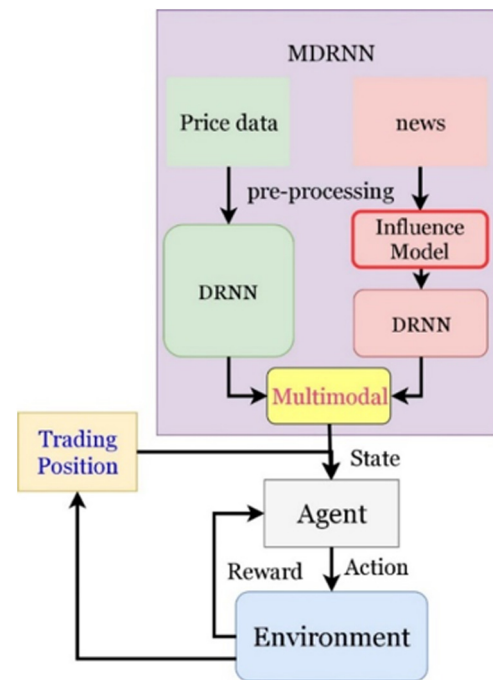 MDRNN
Price data
news
pre-processing
Influence
Model
DRNN
DRNN
Multimodal
Trading
Position
State
Agent
Reward
Action
Environment